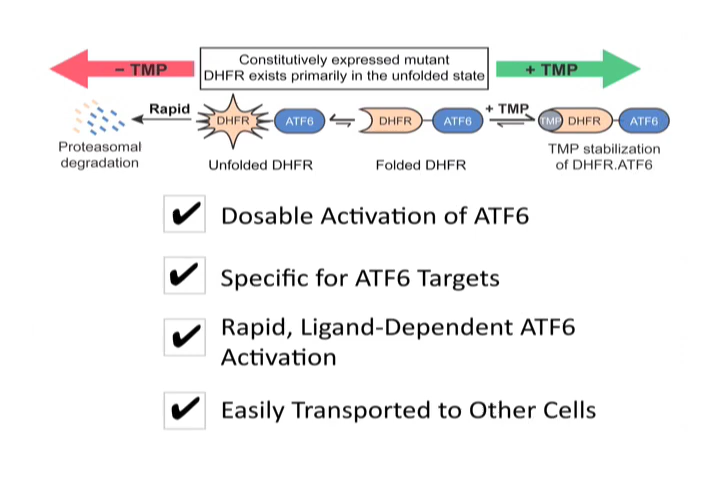 − TMP
Constitutively expressed mutant
DHFR exists primarily in the unfolded state
+ TMP
Rapid
DHFR
ATF6
DHFR
ATF6
+ TMP
TMP
DHFR
ATF6
Proteasomal
degradation
Unfolded DHFR
Folded DHFR
TMP stabilization
of DHFR.ATF6
Dosable Activation of ATF6
Specific for ATF6 Targets
Rapid, Ligand-Dependent ATF6
Activation
Easily Transported to Other Cells